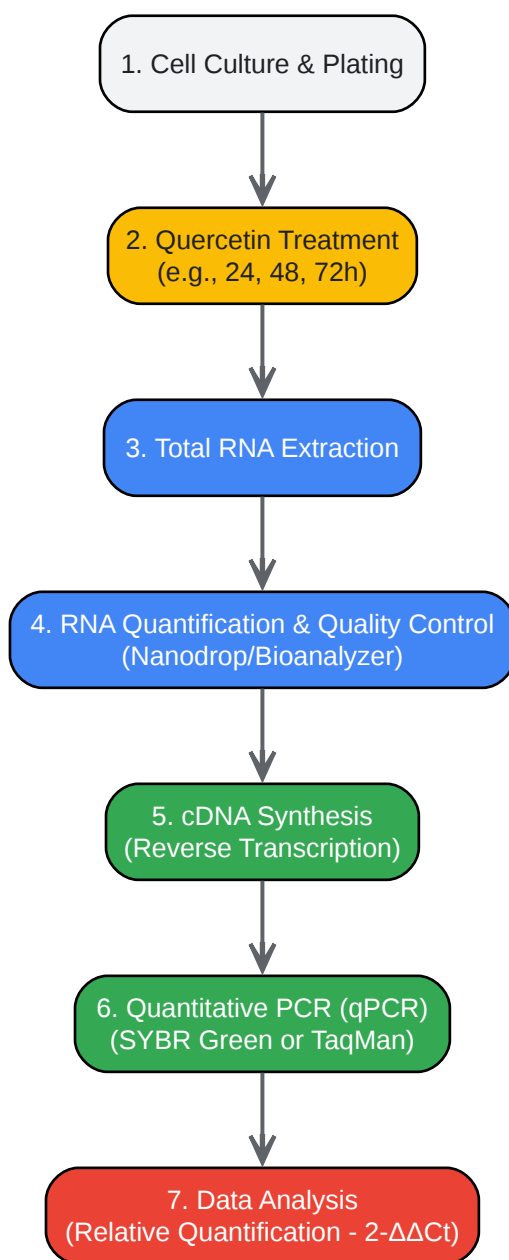 1. Cell Culture & Plating
2. Quercetin Treatment
(e.g., 24, 48, 72h)
3. Total RNA Extraction
4. RNA Quantification & Quality Control
(Nanodrop/Bioanalyzer)
5. cDNA Synthesis
(Reverse Transcription)
6. Quantitative PCR (qPCR)
(SYBR Green or TaqMan)
7. Data Analysis
(Relative Quantification - 2-ΔΔCt)